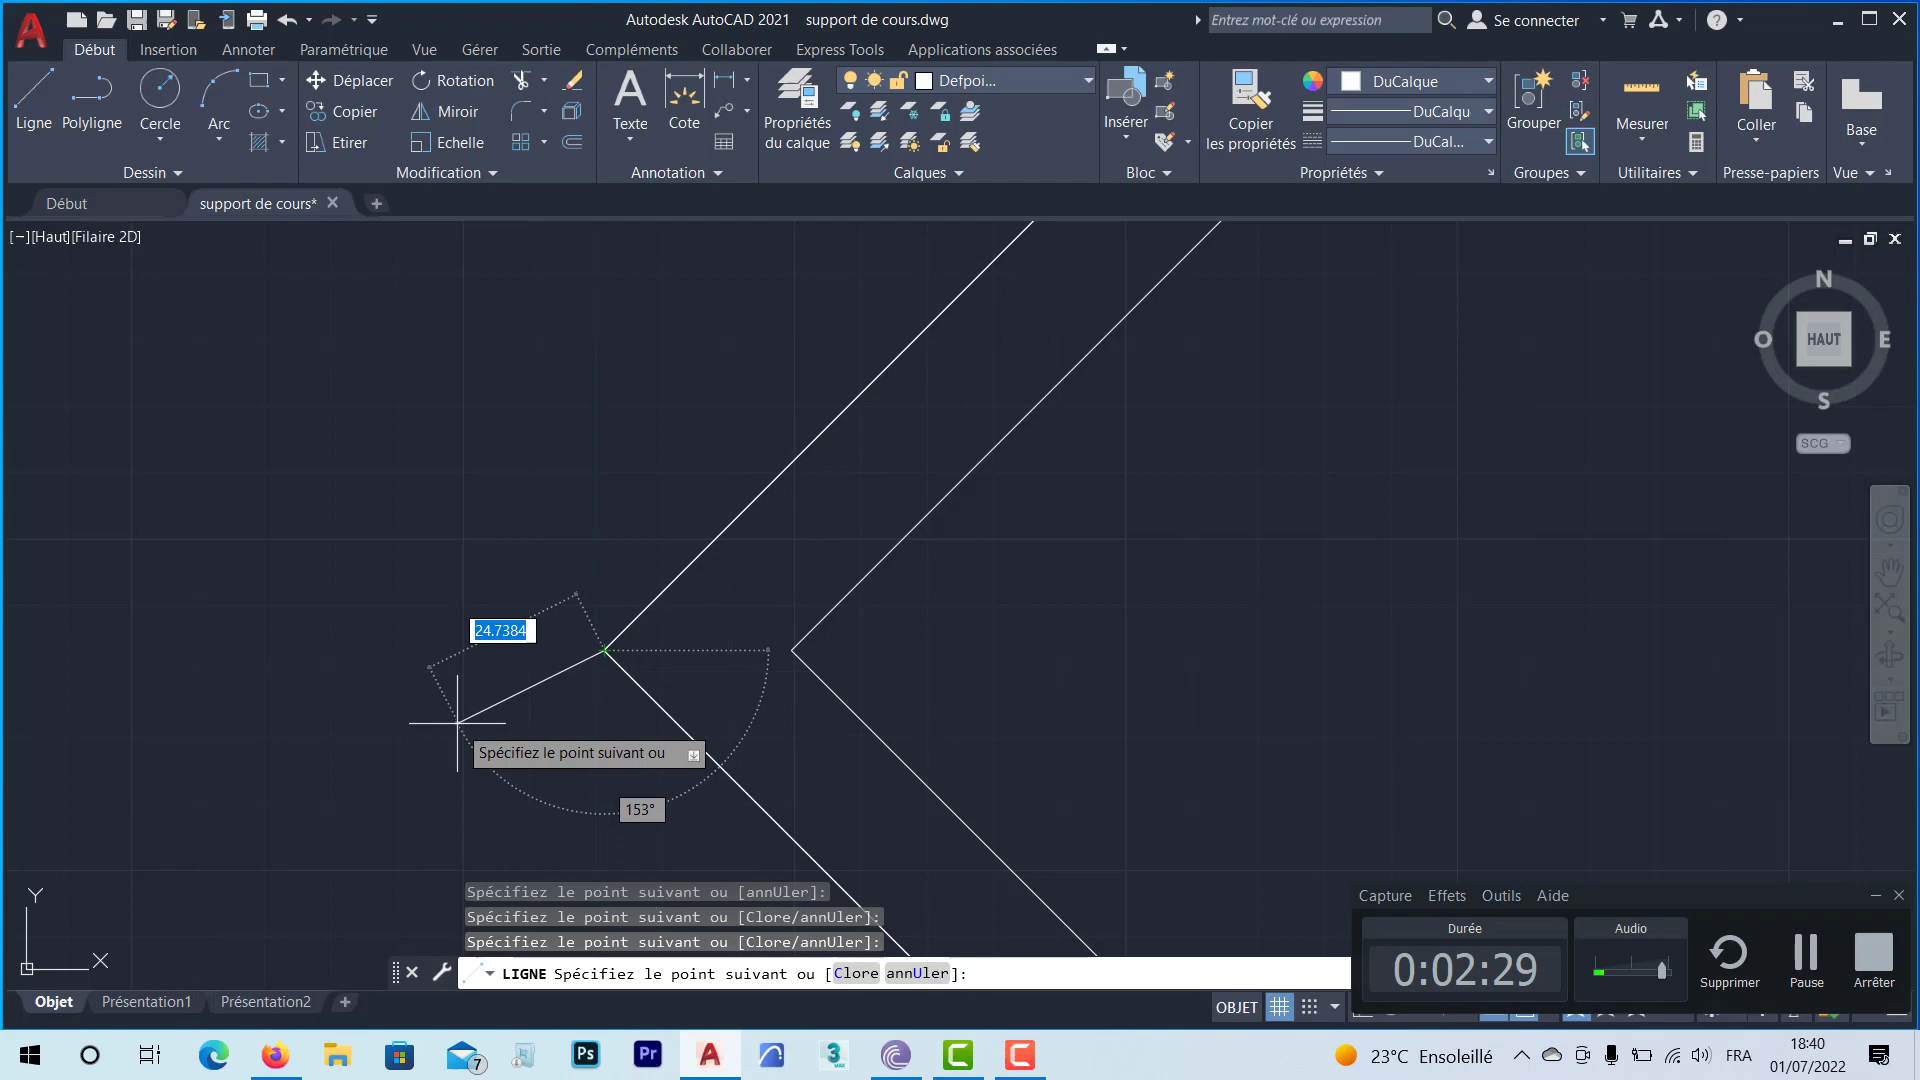 Autodesk AutoCAD 2021 support de cours.dwg
Entrez mot-clé ou expression
Se connecter
Début Insertion Annoter Paramétrique Vue Gérer Sortie Compléments Collaborer Express Tools Applications associées
Ligne Polyligne Cercle Arc
Déplacer Rotation
Copier Miroir
Etirer Echelle
Texte Cote
Propriétés du calque
Defpoi...
Insérer
Copier les propriétés
DuCalque
DuCalqu
DuCal...
Grouper
Mesurer
Coller
Base
Dessin Modification Annotation Calques Bloc Propriétés Groupes Utilitaires Presse-papiers Vue
Début support de cours*
[−][Haut][Filaire 2D]
N
O HAUT E
S
SCG
24.7384
Spécifiez le point suivant ou
153°
Y
X
Spécifiez le point suivant ou [annUler]:
Spécifiez le point suivant ou [Clore/annUler]:
Spécifiez le point suivant ou [Clore/annUler]:
LIGNE Spécifiez le point suivant ou [Clore annUler]:
Capture Effets Outils Aide
Durée Audio
0:02:29
Supprimer Pause Arrêter
Objet Présentation1 Présentation2
OBJET
7
Ps
Pr
3
23°C Ensoleillé
FRA
18:40
01/07/2022